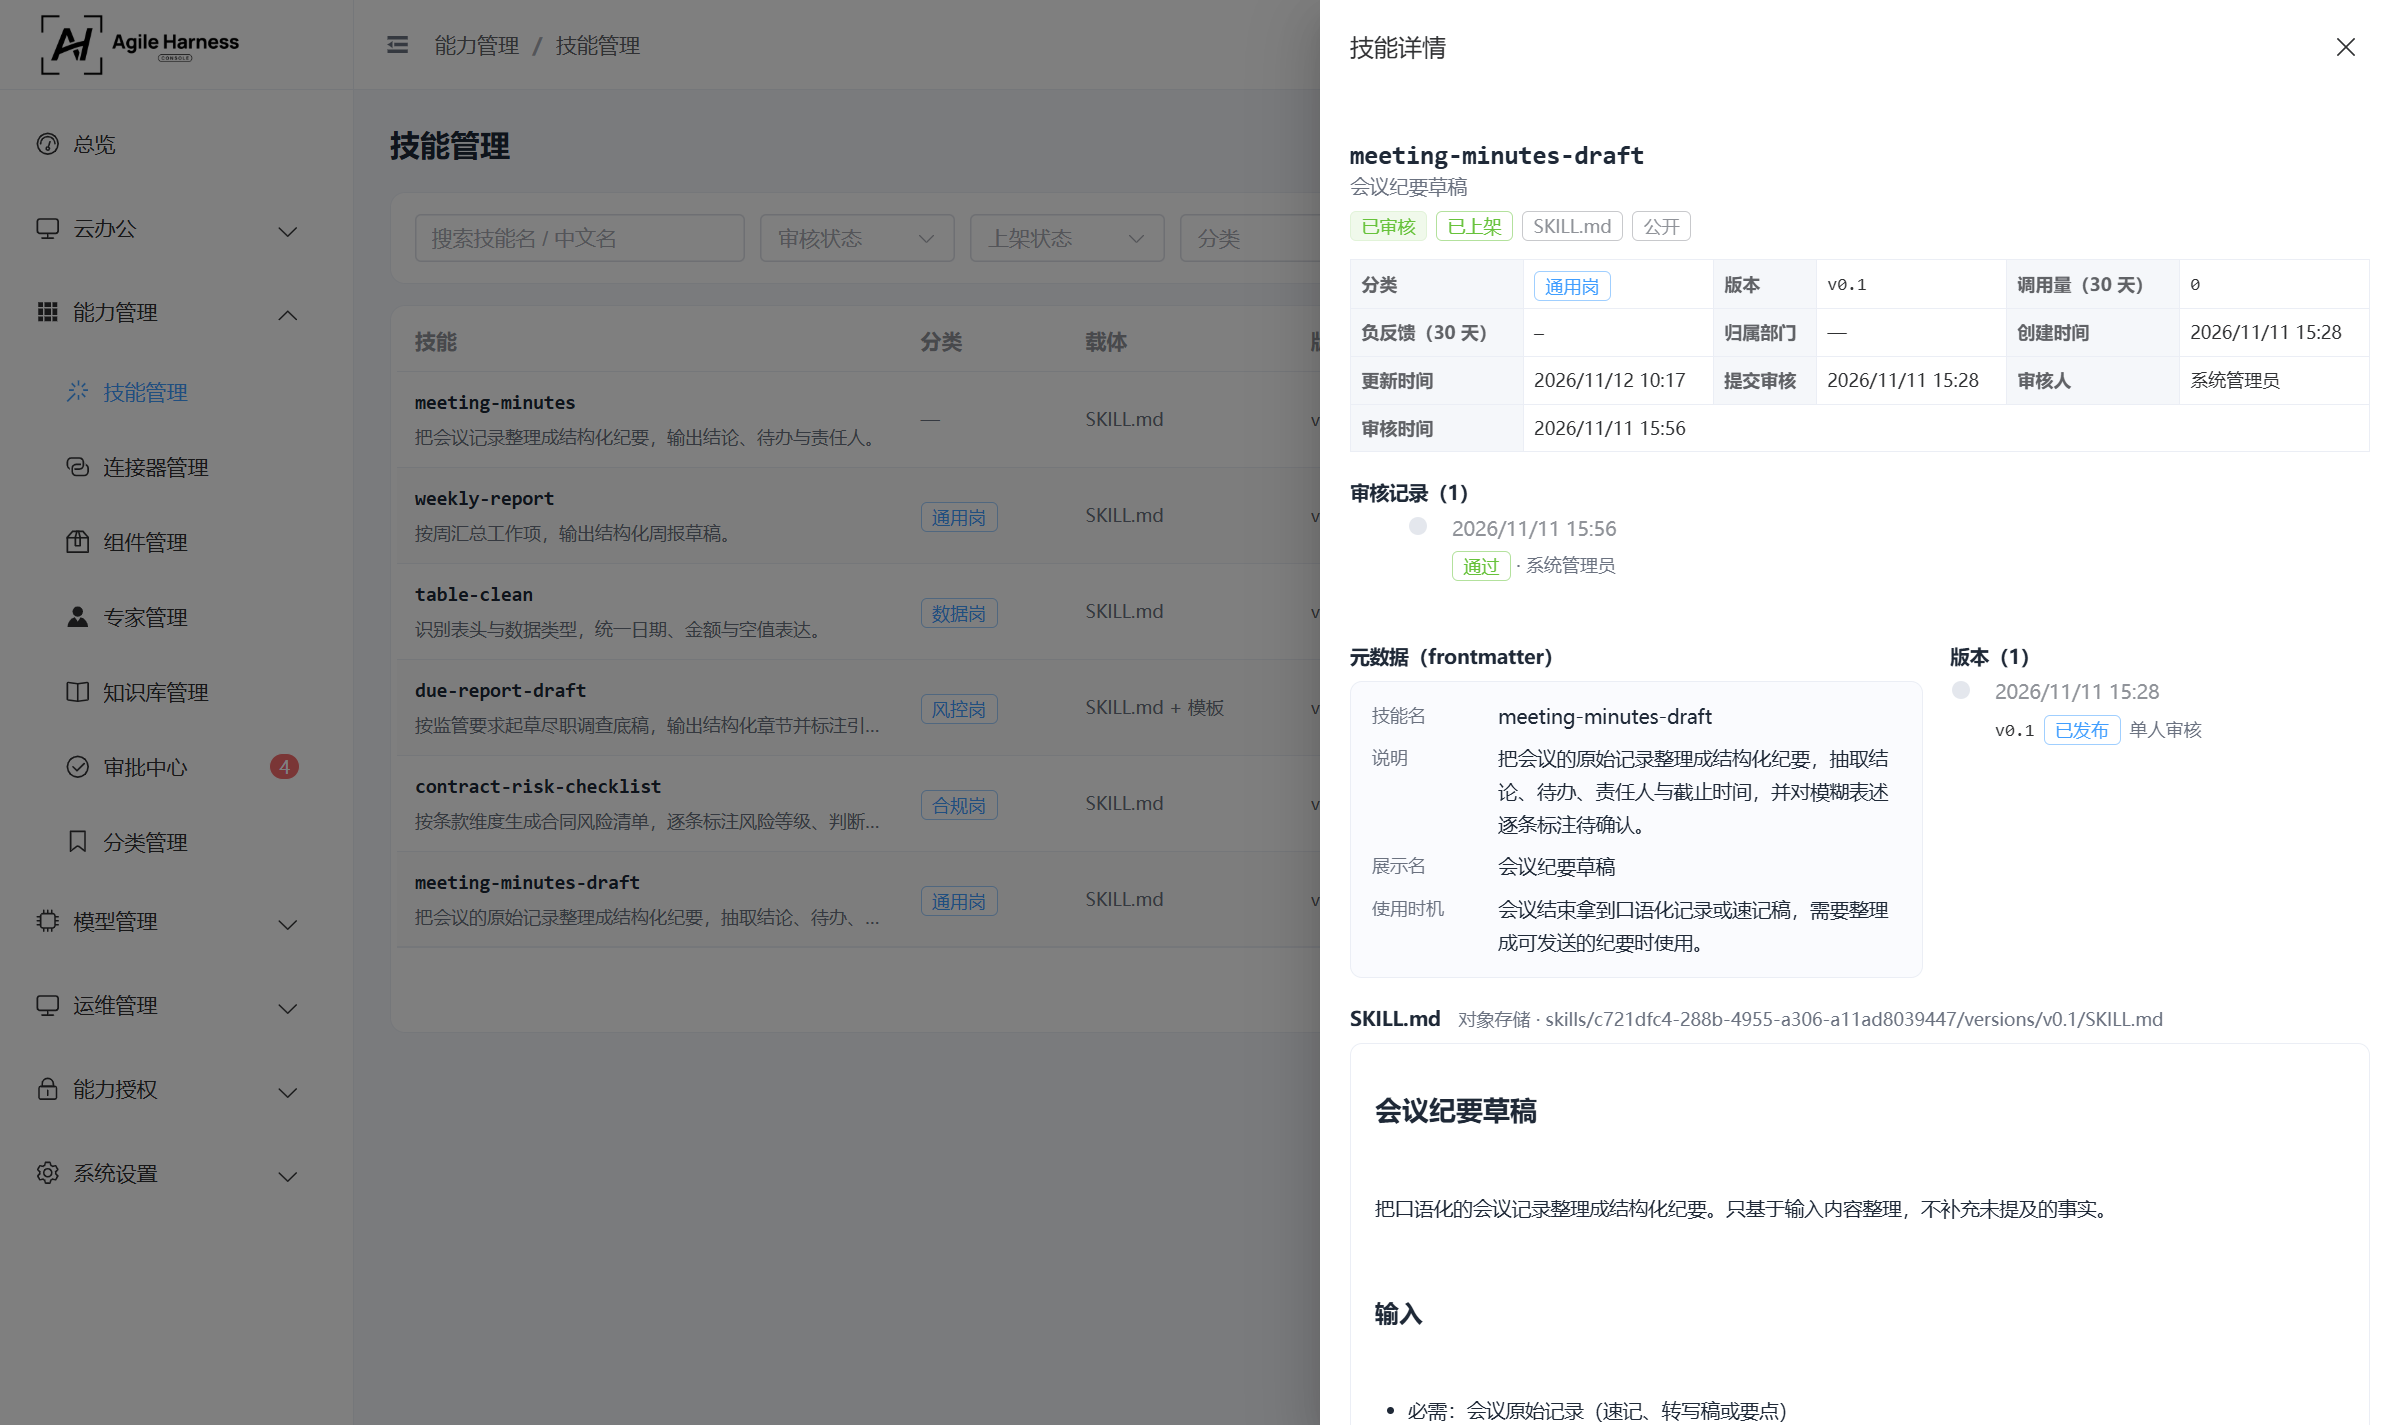 Agile Harness
CONSOLE
能力管理 / 技能管理
总览
云办公
能力管理
技能管理
连接器管理
组件管理
专家管理
知识库管理
审批中心 4
分类管理
模型管理
运维管理
能力授权
系统设置
技能管理
搜索技能名 / 中文名 审核状态 上架状态 分类
技能 分类 载体
meeting-minutes
把会议记录整理成结构化纪要，输出结论、待办与责任人。
— SKILL.md v
weekly-report
按周汇总工作项，输出结构化周报草稿。
通用岗 SKILL.md v
table-clean
识别表头与数据类型，统一日期、金额与空值表达。
数据岗 SKILL.md v
due-report-draft
按监管要求起草尽职调查底稿，输出结构化章节并标注引...
风控岗 SKILL.md + 模板 v
contract-risk-checklist
按条款维度生成合同风险清单，逐条标注风险等级、判断...
合规岗 SKILL.md v
meeting-minutes-draft
把会议的原始记录整理成结构化纪要，抽取结论、待办、...
通用岗 SKILL.md v
技能详情
meeting-minutes-draft
会议纪要草稿
已审核 已上架 SKILL.md 公开
分类 通用岗 版本 v0.1 调用量（30 天） 0
负反馈（30 天） – 归属部门 — 创建时间 2026/11/11 15:28
更新时间 2026/11/12 10:17 提交审核 2026/11/11 15:28 审核人 系统管理员
审核时间 2026/11/11 15:56
审核记录（1）
2026/11/11 15:56
通过 · 系统管理员
元数据（frontmatter）
技能名 meeting-minutes-draft
说明 把会议的原始记录整理成结构化纪要，抽取结
论、待办、责任人与截止时间，并对模糊表述
逐条标注待确认。
展示名 会议纪要草稿
使用时机 会议结束拿到口语化记录或速记稿，需要整理
成可发送的纪要时使用。
版本（1）
2026/11/11 15:28
v0.1 已发布 单人审核
SKILL.md 对象存储 · skills/c721dfc4-288b-4955-a306-a11ad8039447/versions/v0.1/SKILL.md
会议纪要草稿
把口语化的会议记录整理成结构化纪要。只基于输入内容整理，不补充未提及的事实。
输入
• 必需：会议原始记录（速记、转写稿或要点）